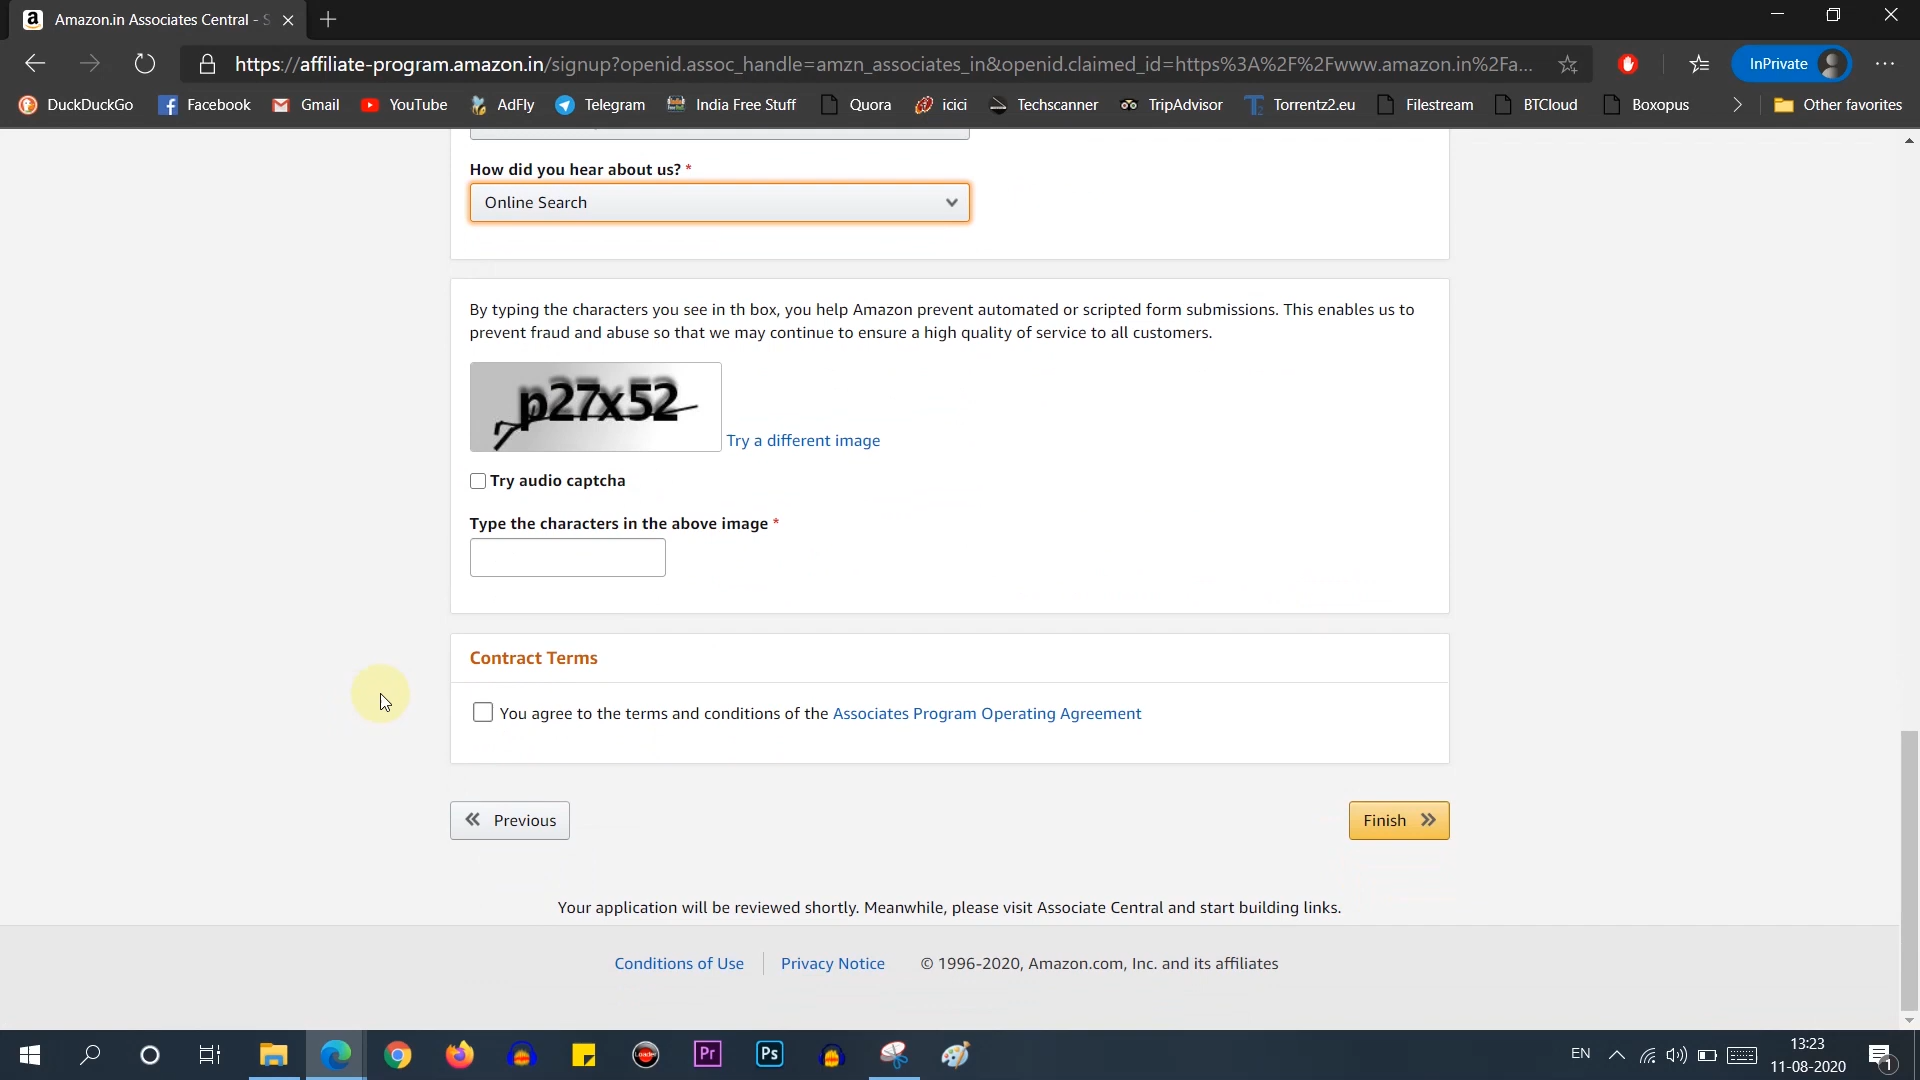 Amazon.in Associates Central - S
https://affiliate-program.amazon.in/signup?openid.assoc_handle=amzn_associates_in&openid.claimed_id=https%3A%2F%2Fwww.amazon.in%2Fa...
InPrivate
DuckDuckGo Facebook Gmail YouTube AdFly Telegram India Free Stuff Quora icici Techscanner TripAdvisor Torrentz2.eu Filestream BTCloud Boxopus Other favorites
How did you hear about us? *
Online Search
By typing the characters you see in th box, you help Amazon prevent automated or scripted form submissions. This enables us to
prevent fraud and abuse so that we may continue to ensure a high quality of service to all customers.
p27x52
Try a different image
Try audio captcha
Type the characters in the above image *
Contract Terms
You agree to the terms and conditions of the Associates Program Operating Agreement
Previous
Finish
Your application will be reviewed shortly. Meanwhile, please visit Associate Central and start building links.
Conditions of Use Privacy Notice © 1996-2020, Amazon.com, Inc. and its affiliates
Loader
Pr
Ps
EN
13:23
11-08-2020
1